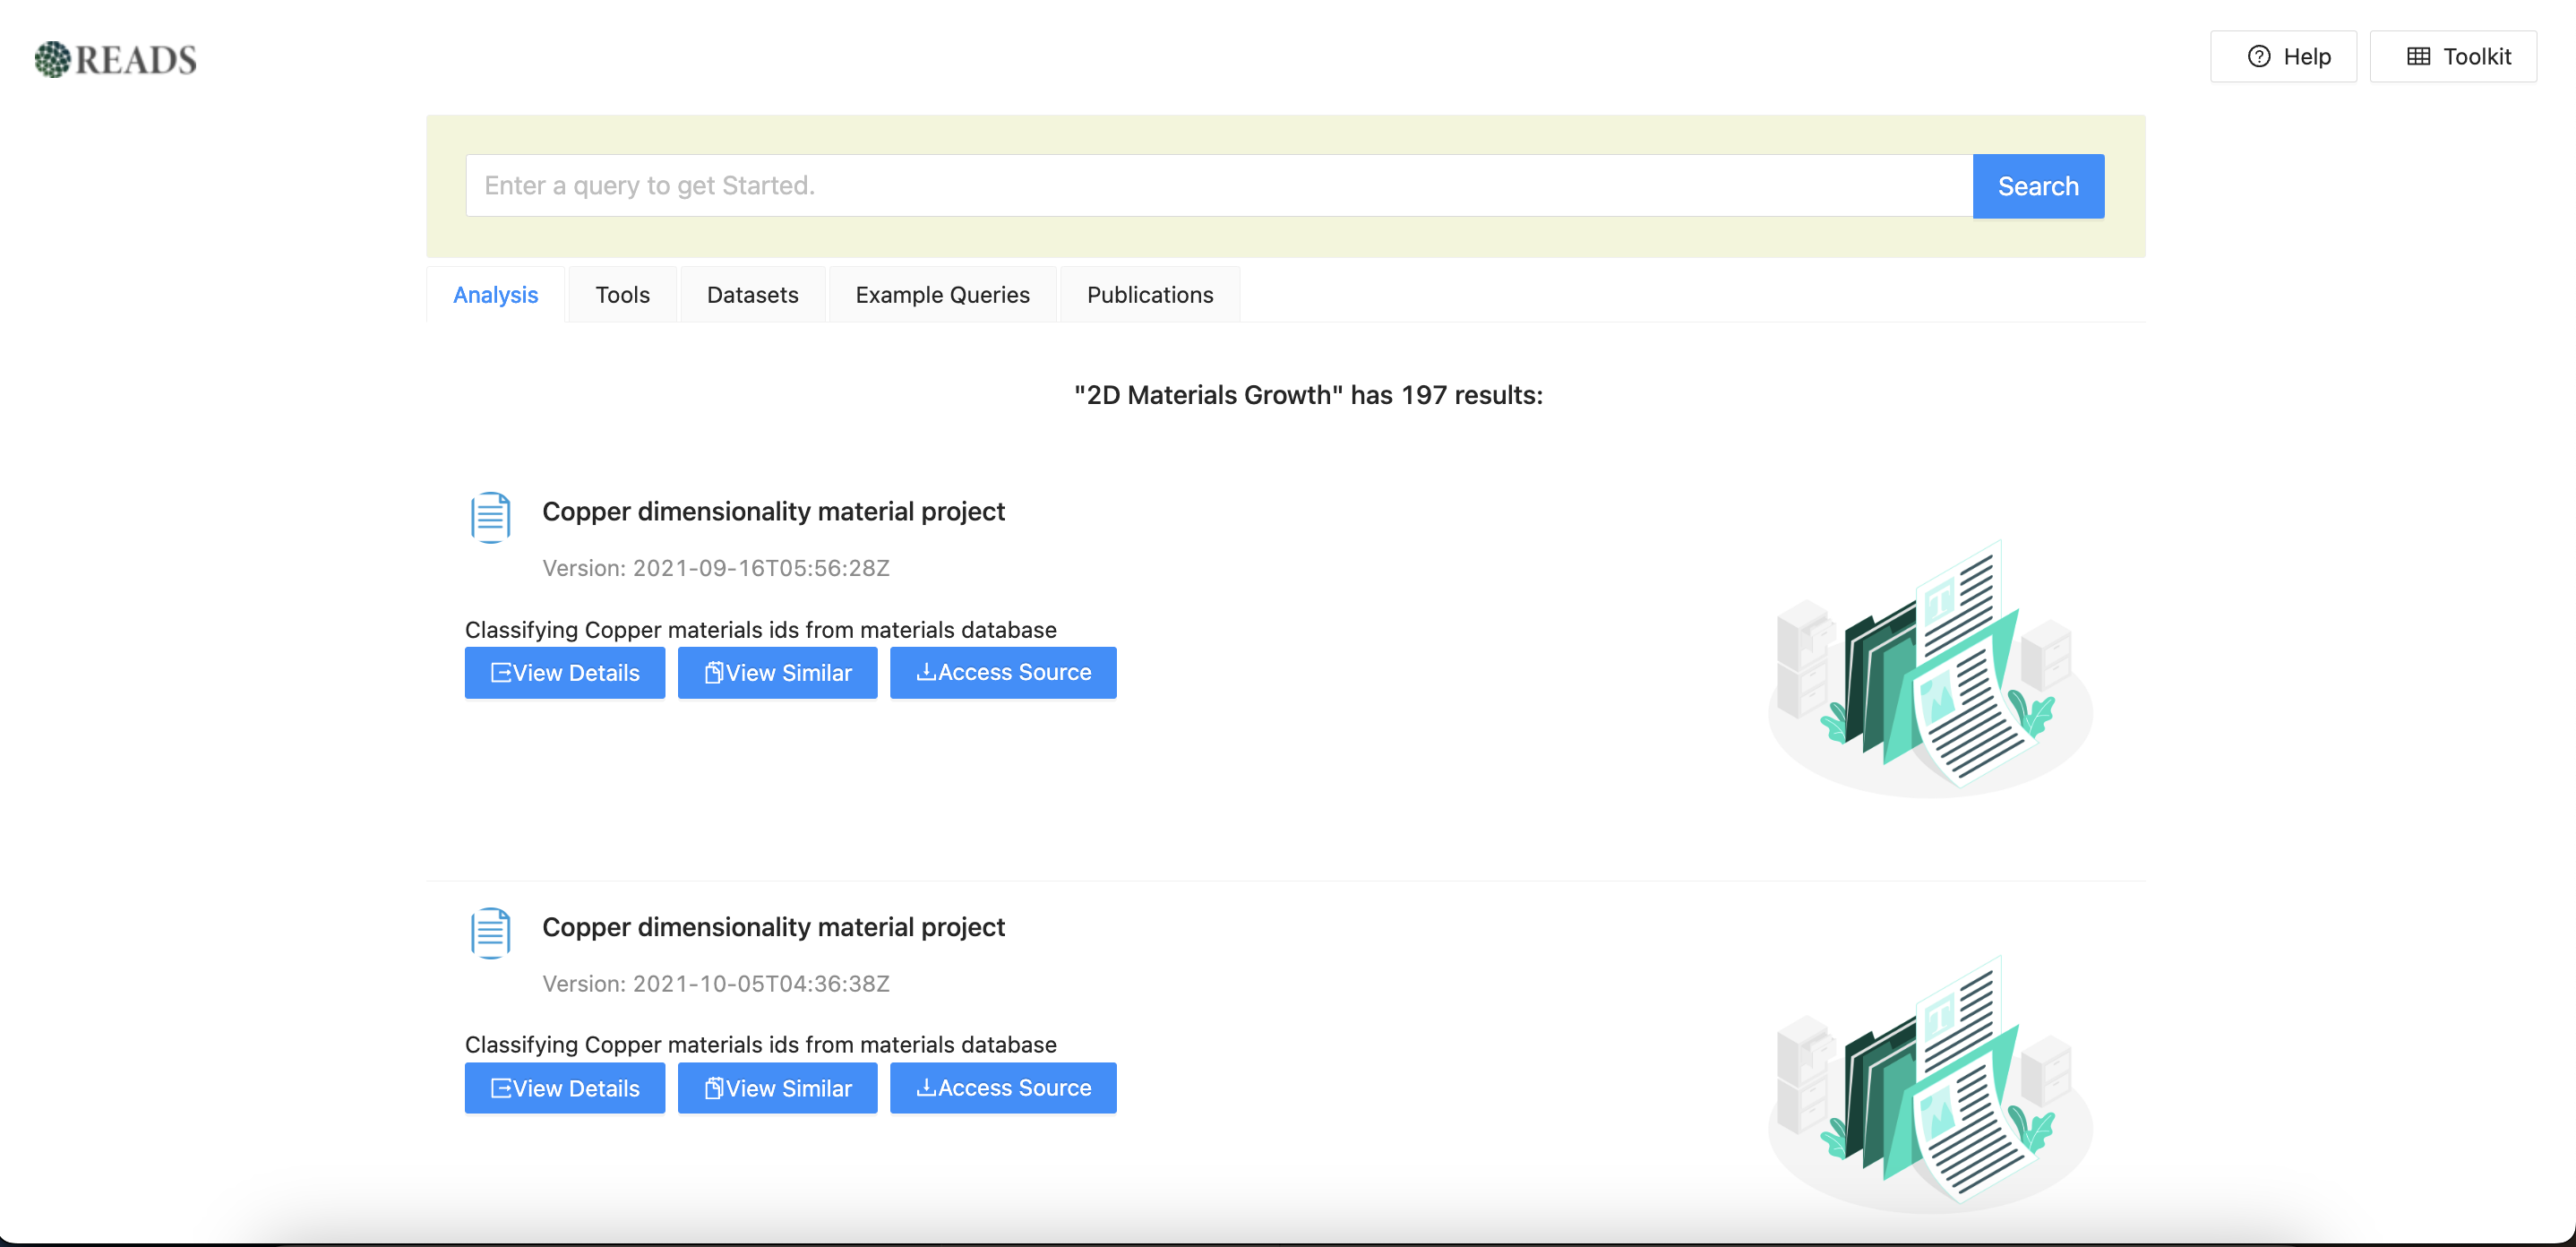 READS
Help
Toolkit
Enter a query to get Started.
Search
Analysis
Tools
Datasets
Example Queries
Publications
"2D Materials Growth" has 197 results:
Copper dimensionality material project
Version: 2021-09-16T05:56:28Z
Classifying Copper materials ids from materials database
View Details
View Similar
Access Source
T
Copper dimensionality material project
Version: 2021-10-05T04:36:38Z
Classifying Copper materials ids from materials database
View Details
View Similar
Access Source
T